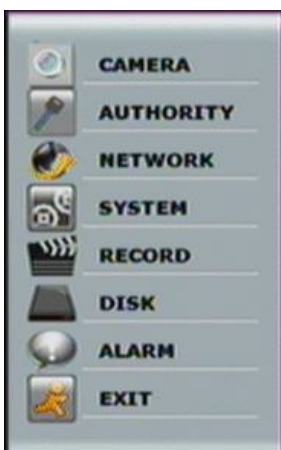 CAMERA
AUTHORITY
NETWORK
SYSTEM
RECORD
DISK
ALARM
EXIT